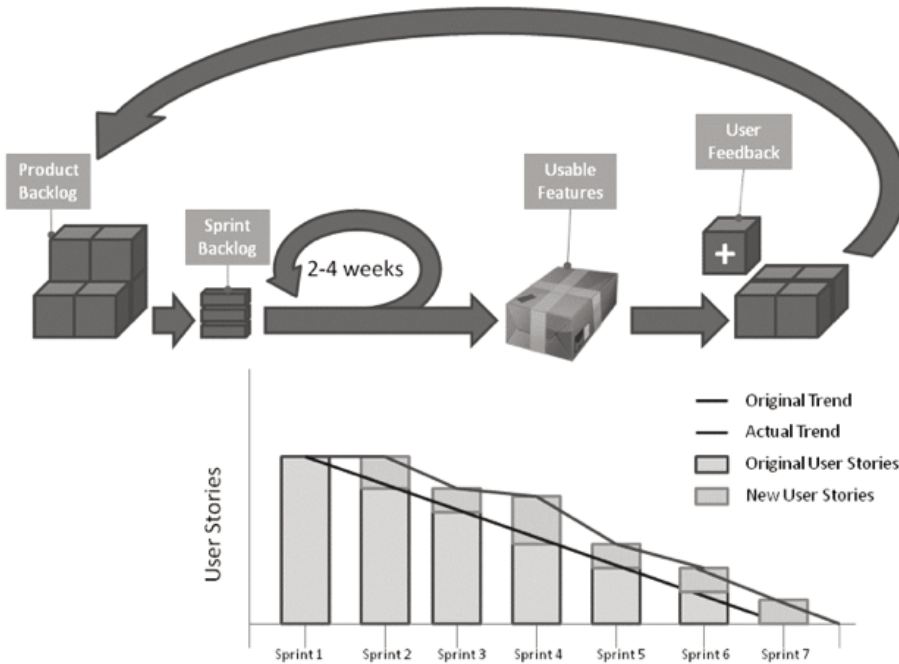 Product
Backlog
Sprint
Backlog
2-4 weeks
Usable
Features
User
Feedback
+
Original Trend
Actual Trend
Original User Stories
New User Stories
User Stories
Sprint 1
Sprint 2
Sprint 3
Sprint 4
Sprint 5
Sprint 6
Sprint 7